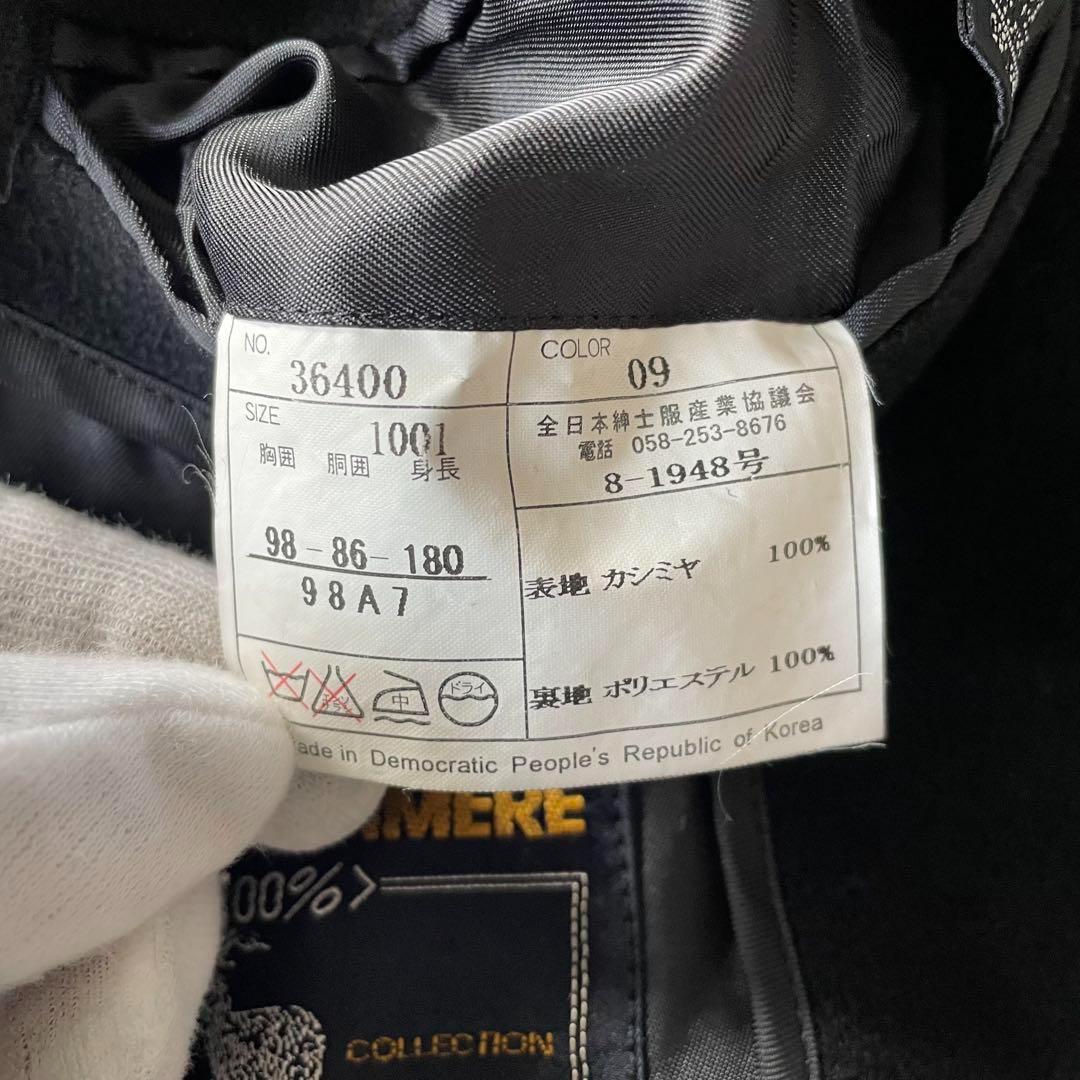 NO. 36400
COLOR 09
SIZE 1001
胸囲 胴囲 身長
98-86-180
98A7
全日本紳士服産業協議会
電話 058-253-8676
8-1948号
表地 カシミヤ 100%
裏地 ポリエステル 100%
中 ドライ
ade in Democratic People's Republic of Korea
MERE
00%>
COLLECTION